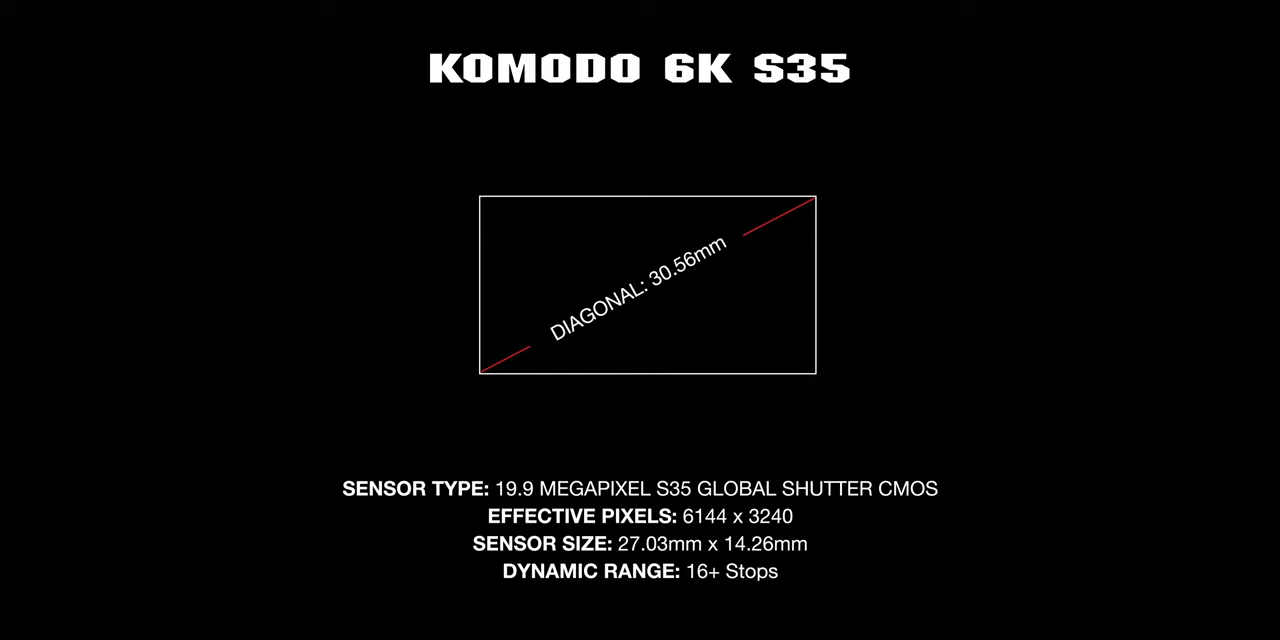 KOMODO 6K S35
DIAGONAL: 30.56mm
SENSOR TYPE: 19.9 MEGAPIXEL S35 GLOBAL SHUTTER CMOS
EFFECTIVE PIXELS: 6144 x 3240
SENSOR SIZE: 27.03mm x 14.26mm
DYNAMIC RANGE: 16+ Stops